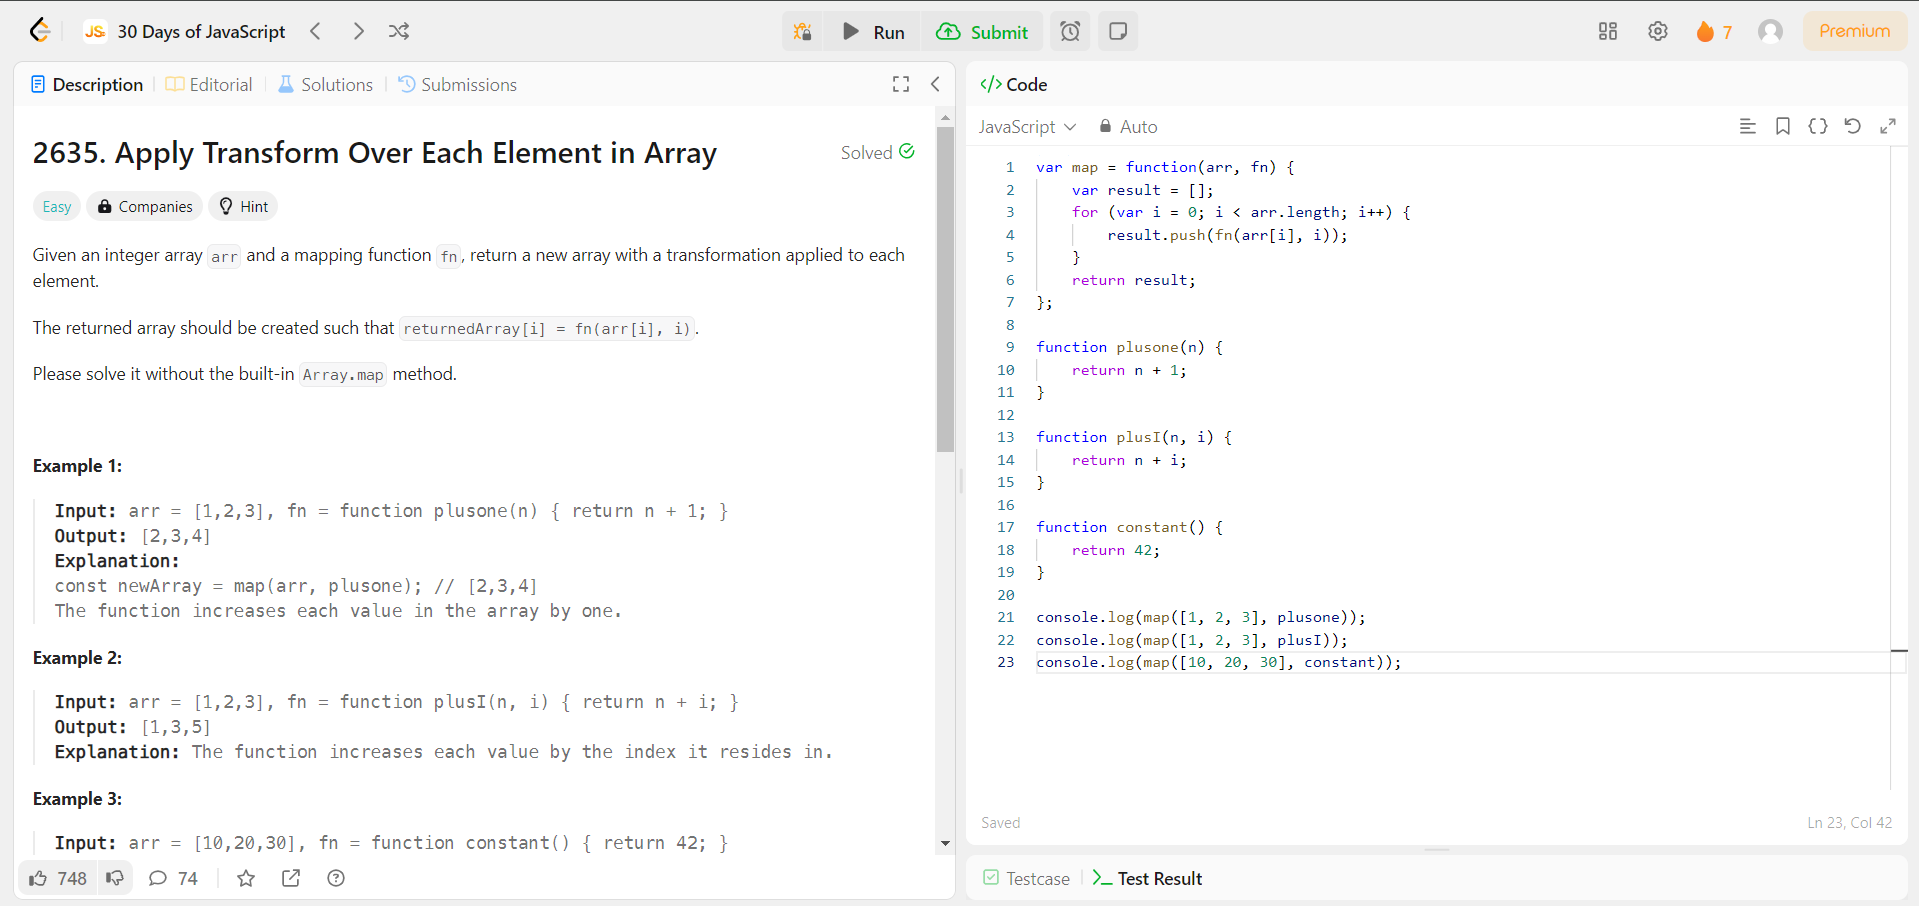 JS 30 Days of JavaScript
Run
Submit
7
Premium
Description
Editorial
Solutions
Submissions
2635. Apply Transform Over Each Element in Array
Solved
Easy
Companies
Hint
Given an integer array arr and a mapping function fn, return a new array with a transformation applied to each
element.
The returned array should be created such that returnedArray[i] = fn(arr[i], i).
Please solve it without the built-in Array.map method.
Example 1:
Input: arr = [1,2,3], fn = function plusone(n) { return n + 1; }
Output: [2,3,4]
Explanation:
const newArray = map(arr, plusone); // [2,3,4]
The function increases each value in the array by one.
Example 2:
Input: arr = [1,2,3], fn = function plusI(n, i) { return n + i; }
Output: [1,3,5]
Explanation: The function increases each value by the index it resides in.
Example 3:
Input: arr = [10,20,30], fn = function constant() { return 42; }
748
74
</> Code
JavaScript
Auto
1 var map = function(arr, fn) {
2     var result = [];
3     for (var i = 0; i < arr.length; i++) {
4         result.push(fn(arr[i], i));
5     }
6     return result;
7 };
8
9 function plusone(n) {
10     return n + 1;
11 }
12
13 function plusI(n, i) {
14     return n + i;
15 }
16
17 function constant() {
18     return 42;
19 }
20
21 console.log(map([1, 2, 3], plusone));
22 console.log(map([1, 2, 3], plusI));
23 console.log(map([10, 20, 30], constant));
Saved
Ln 23, Col 42
Testcase
Test Result